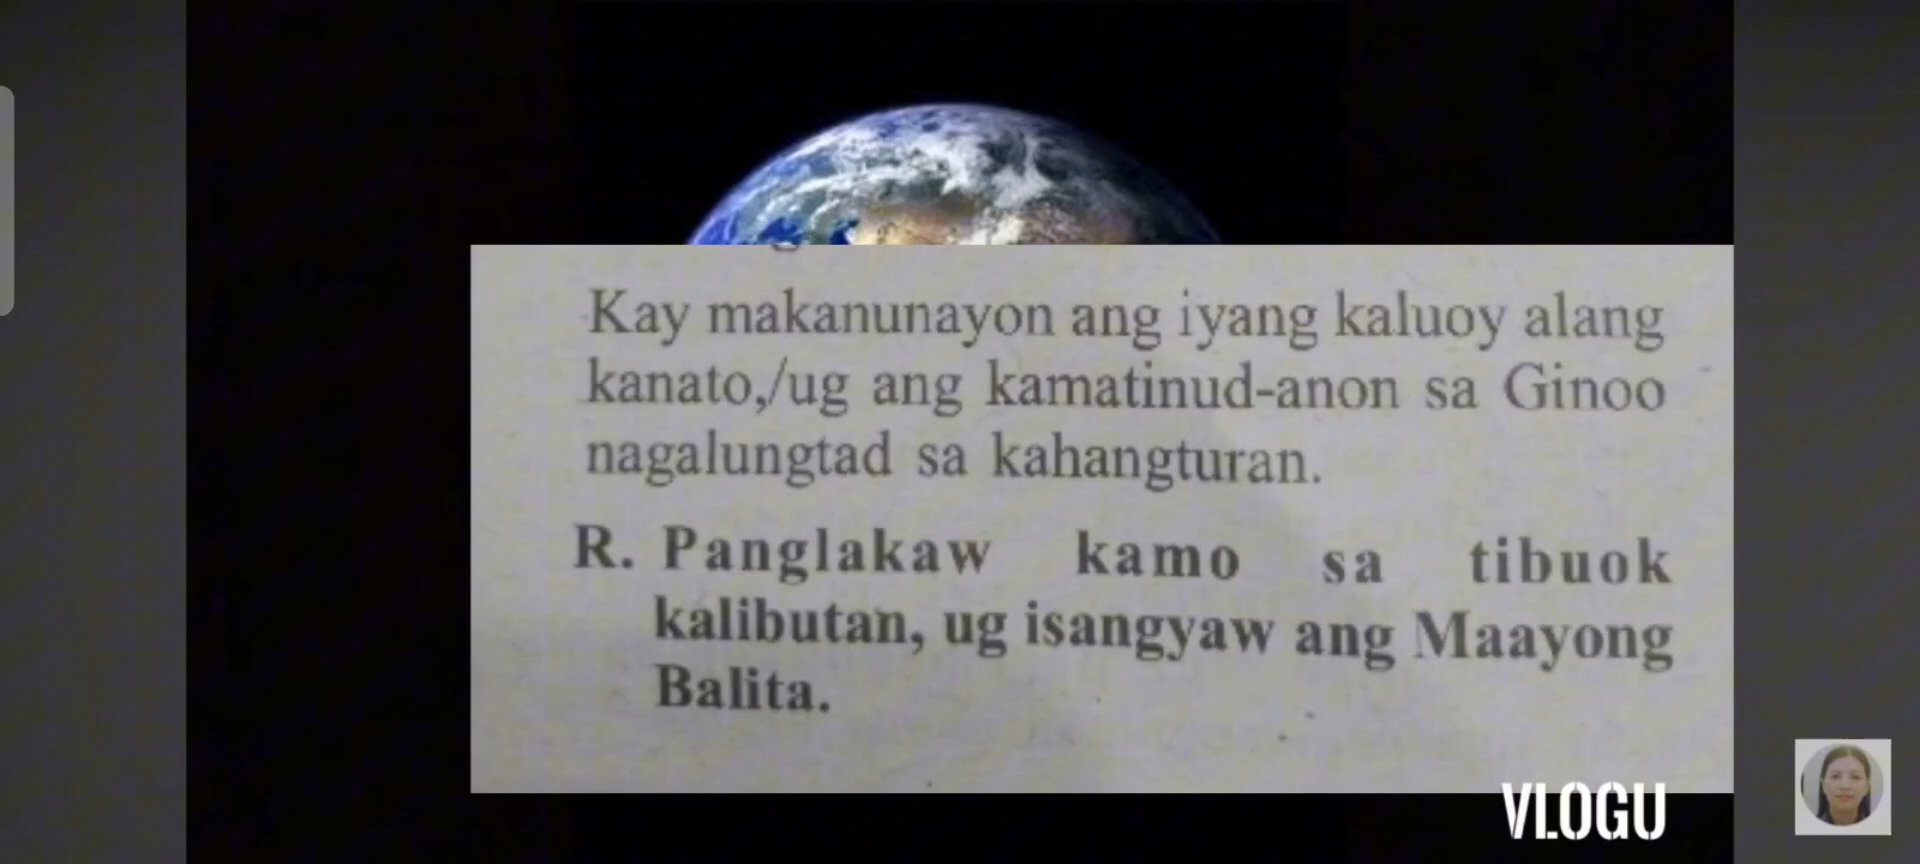 Kay makanunayon ang iyang kaluoy alang
kanato,/ug ang kamatinud-anon sa Ginoo
nagalungtad sa kahangturan.
R. Panglakaw kamo sa tibuok
kalibutan, ug isangyaw ang Maayong
Balita.
VLOGU